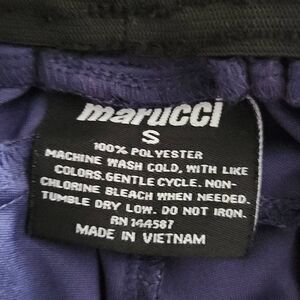 marucci
S
100% POLYESTER
MACHINE WASH COLD, WITH LIKE
COLORS.GENTLE CYCLE. NON-
CHLORINE BLEACH WHEN NEEDED.
TUMBLE DRY LOW. DO NOT IRON.
RN 144587
MADE IN VIETNAM